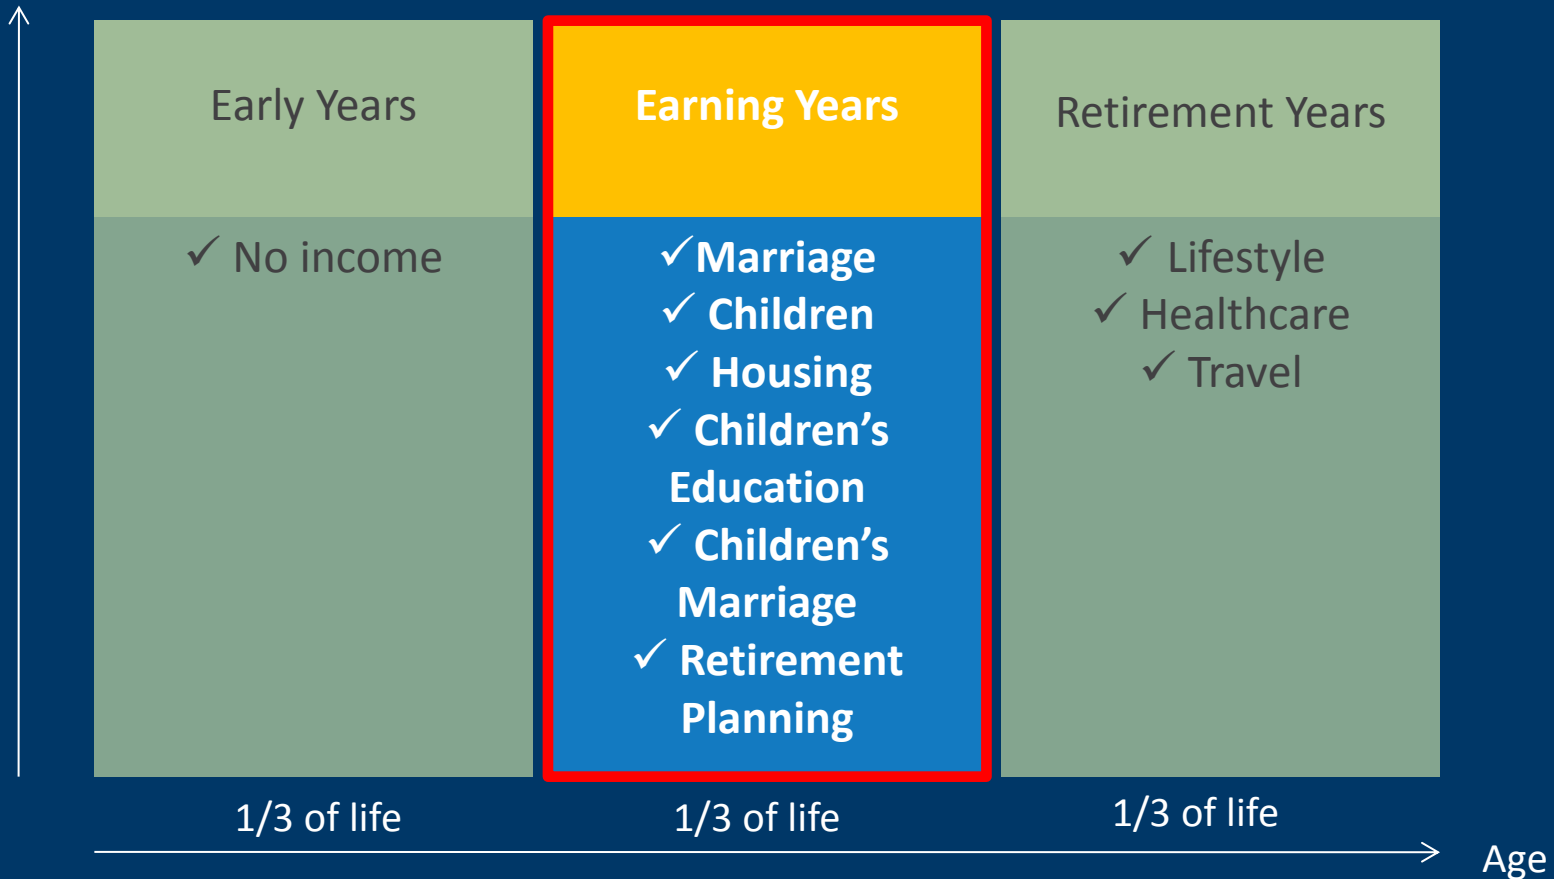 Early Years
✓ No income
1/3 of life
Earning Years
✓Marriage
✓ Children
✓ Housing
✓ Children’s
Education
✓ Children’s
Marriage
✓ Retirement
Planning
1/3 of life
Retirement Years
✓ Lifestyle
✓ Healthcare
✓ Travel
1/3 of life
Age